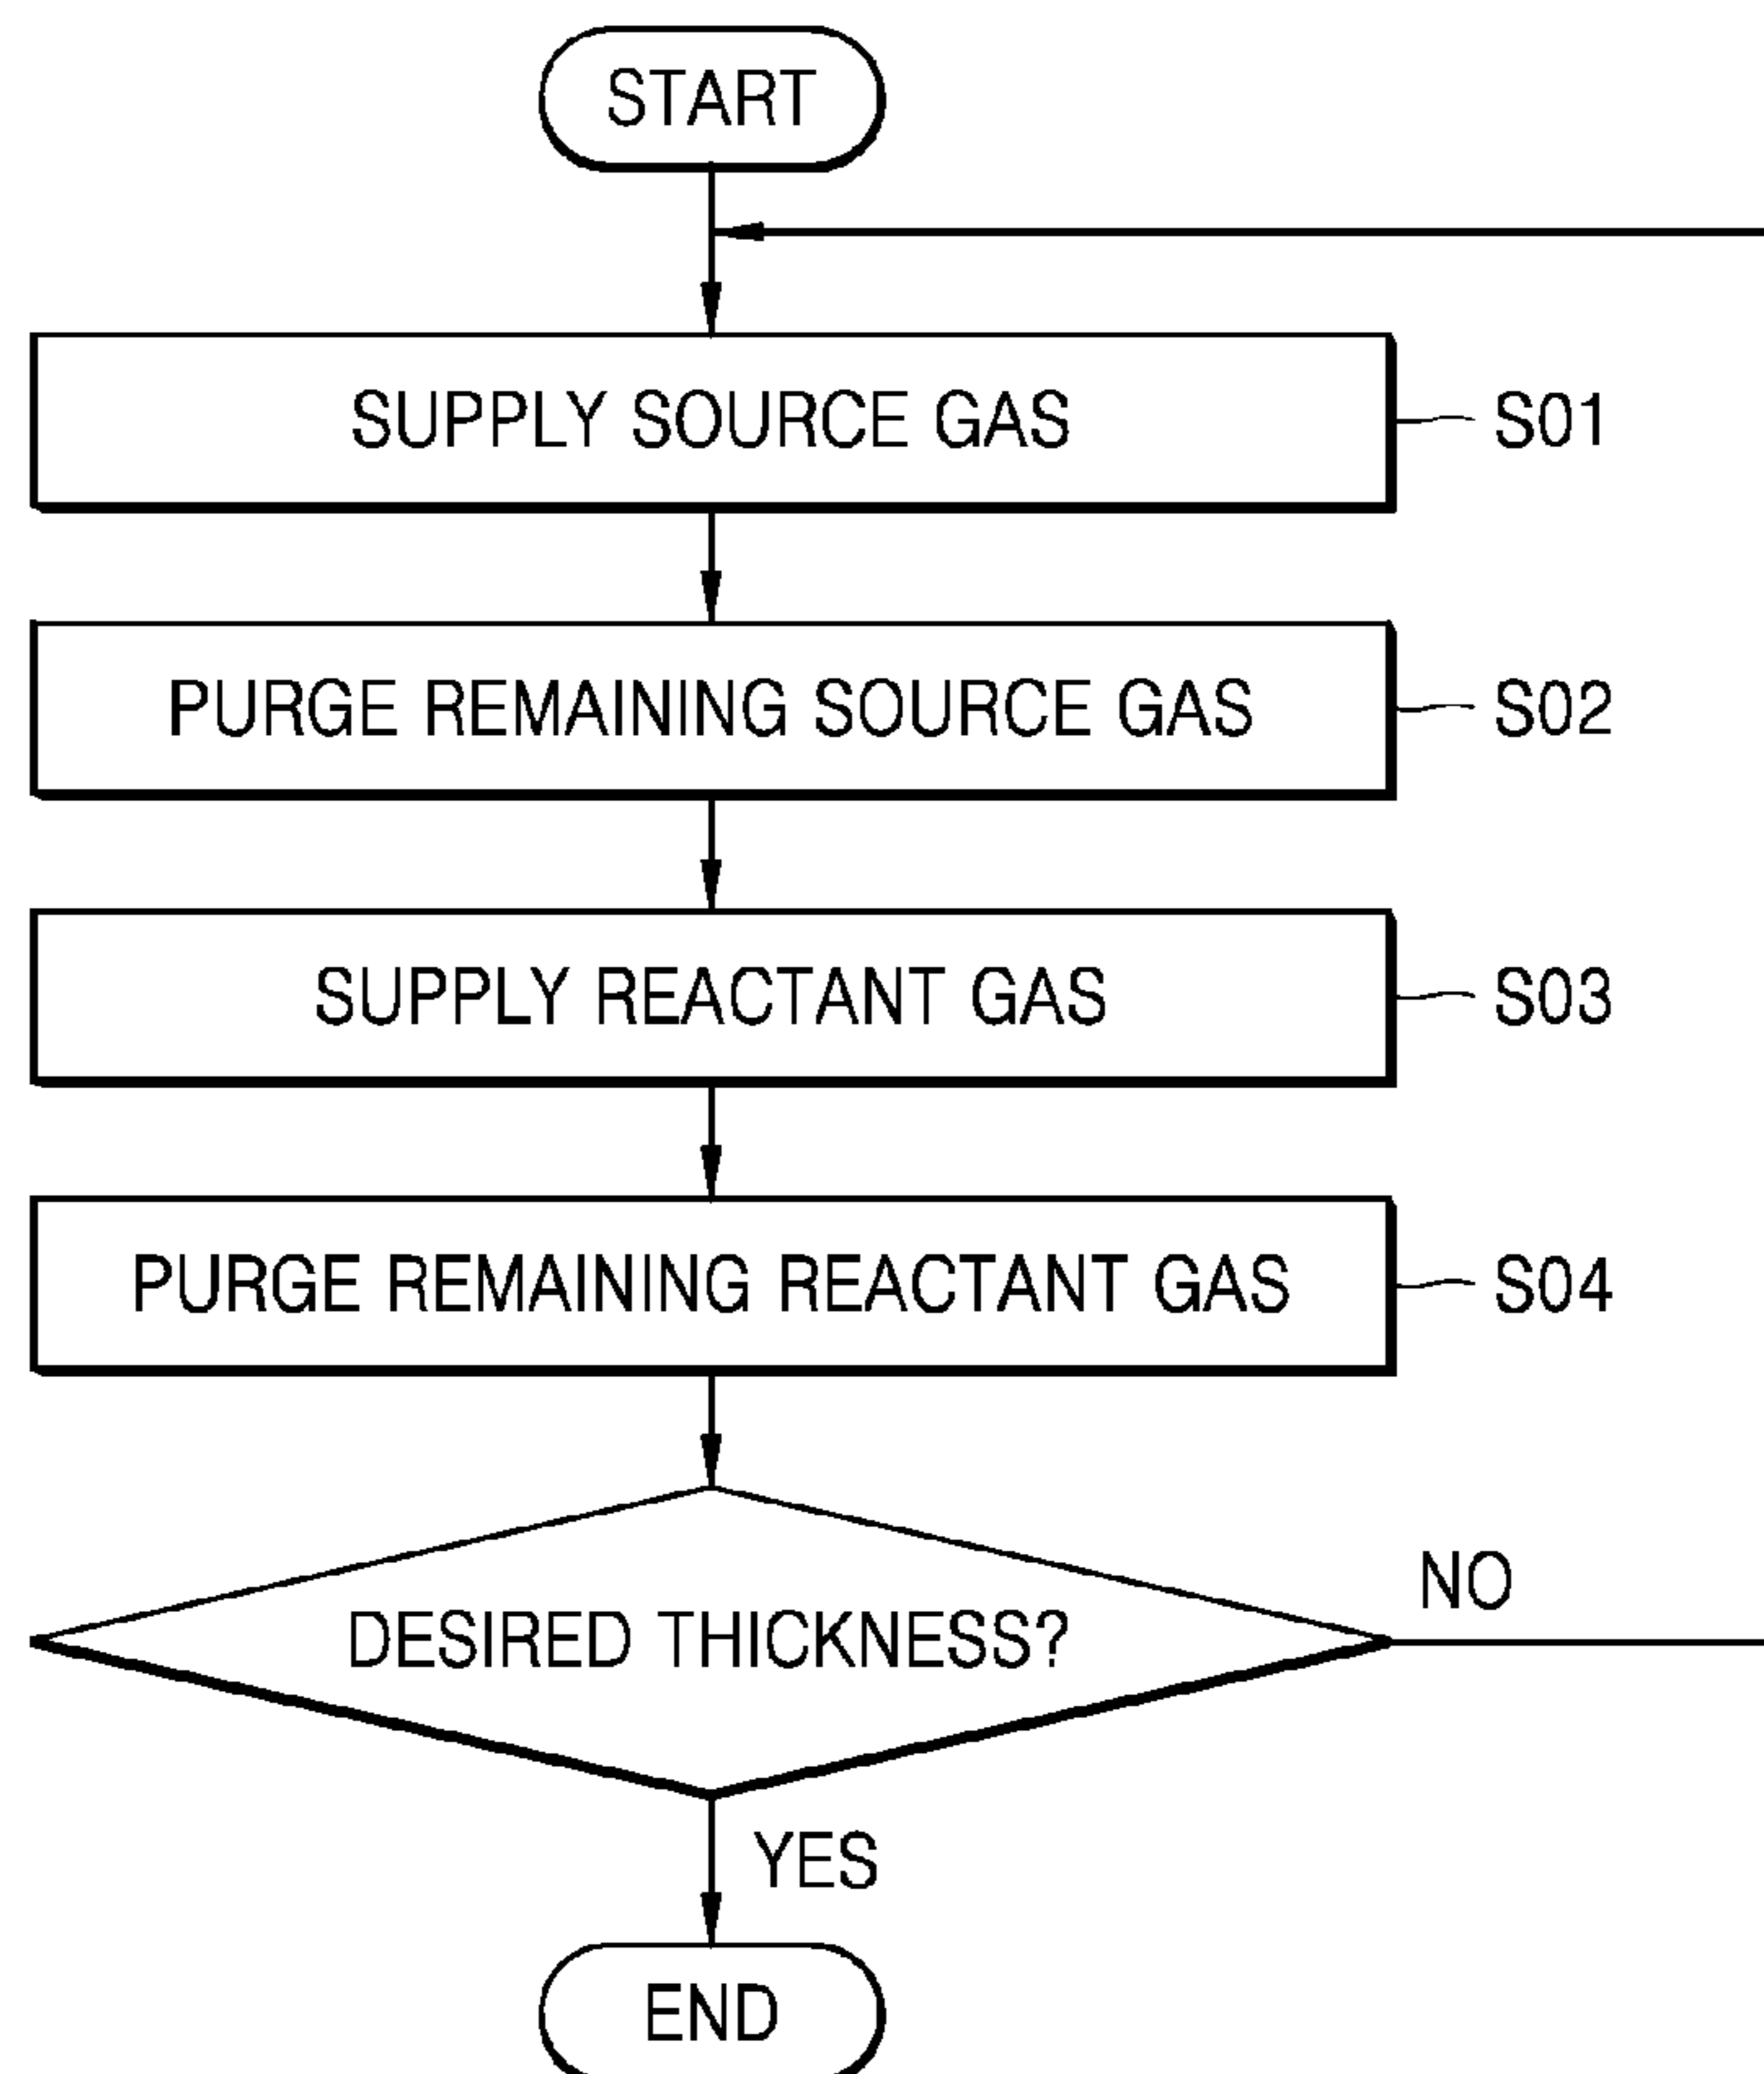 START
SUPPLY SOURCE GAS
S01
PURGE REMAINING SOURCE GAS
S02
SUPPLY REACTANT GAS
S03
PURGE REMAINING REACTANT GAS
S04
DESIRED THICKNESS?
NO
YES
END